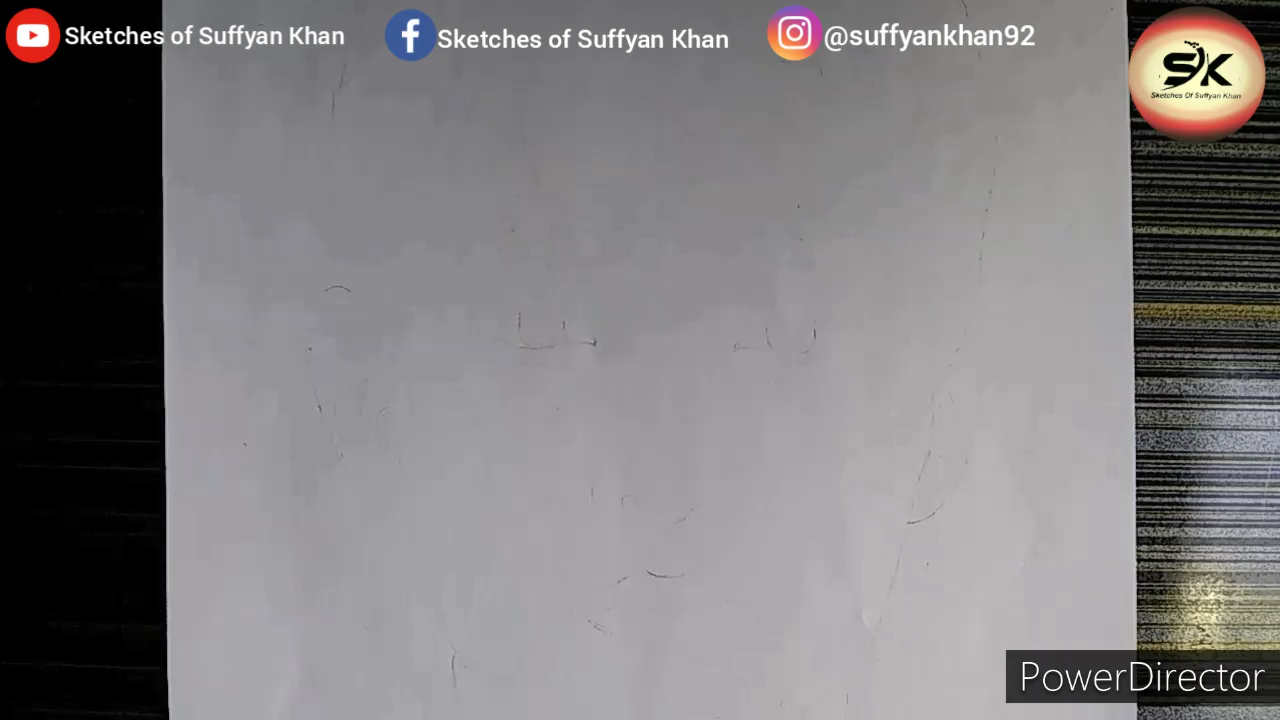 Sketches of Suffyan Khan
Sketches of Suffyan Khan
@suffyankhan92
SK
Sketches Of Suffyan Khan
PowerDirector